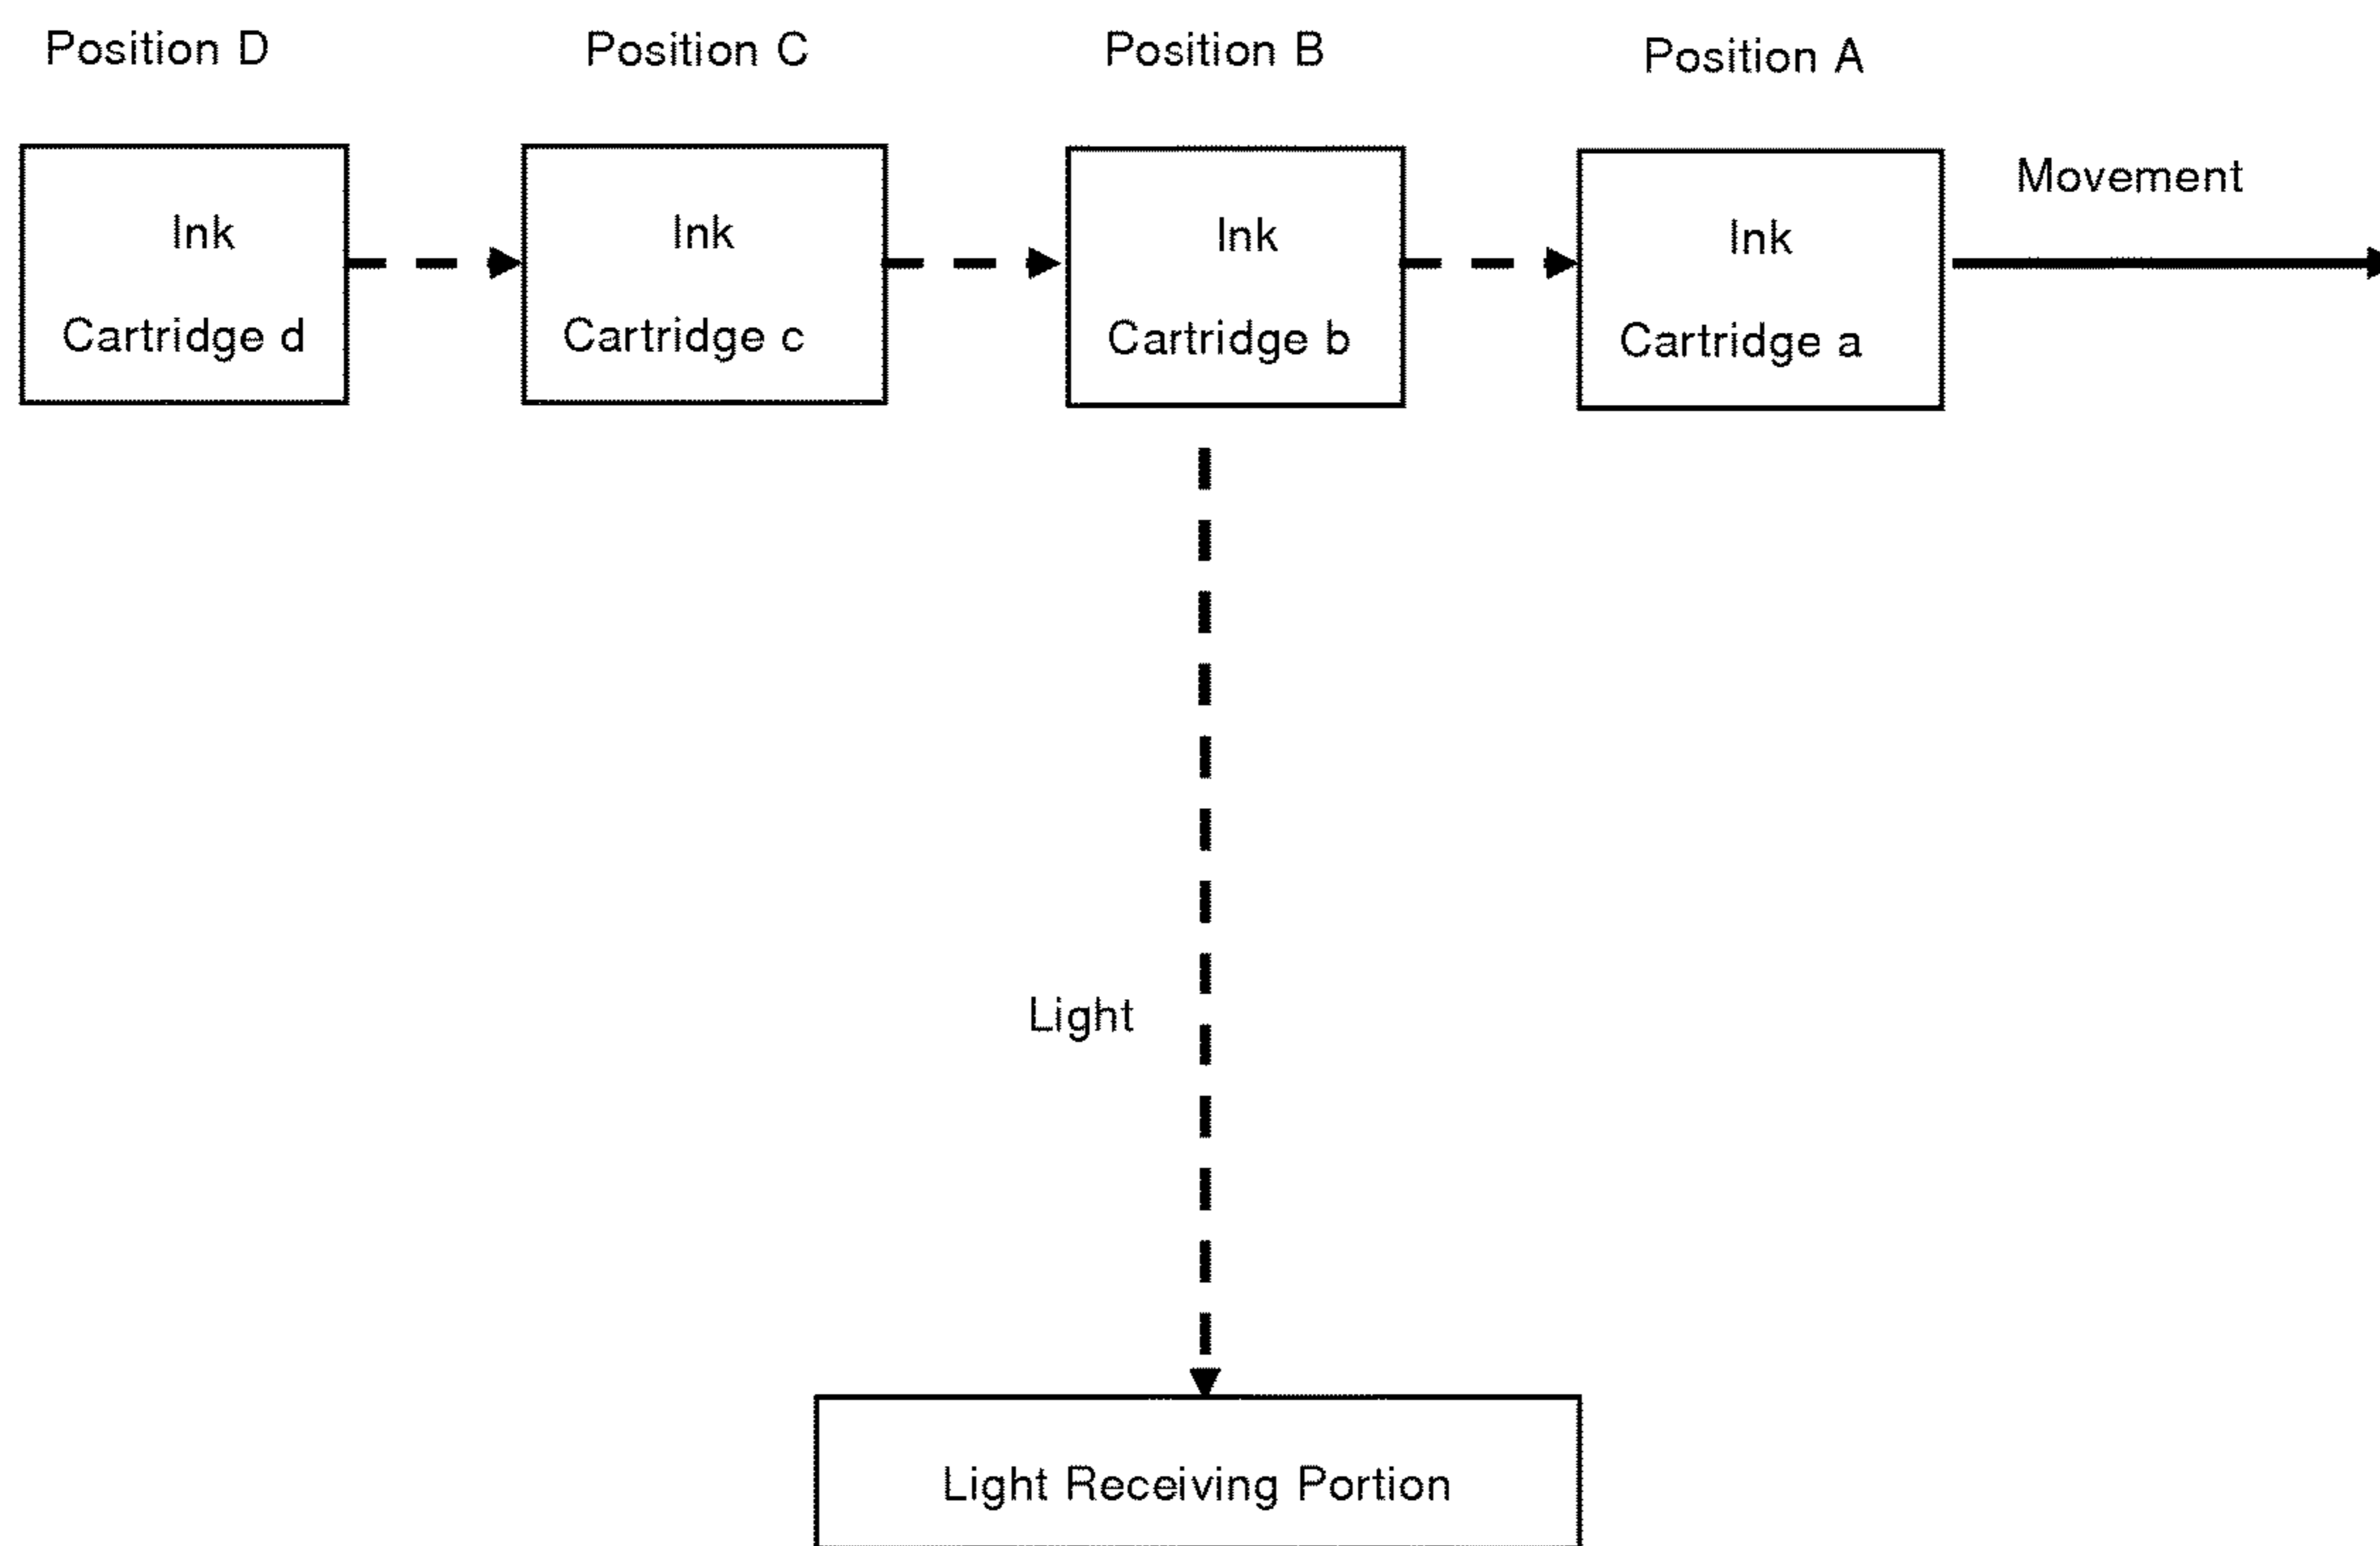 Position D
Position C
Position B
Position A
Ink
Cartridge d
Ink
Cartridge c
Ink
Cartridge b
Ink
Cartridge a
Movement
Light
Light Receiving Portion